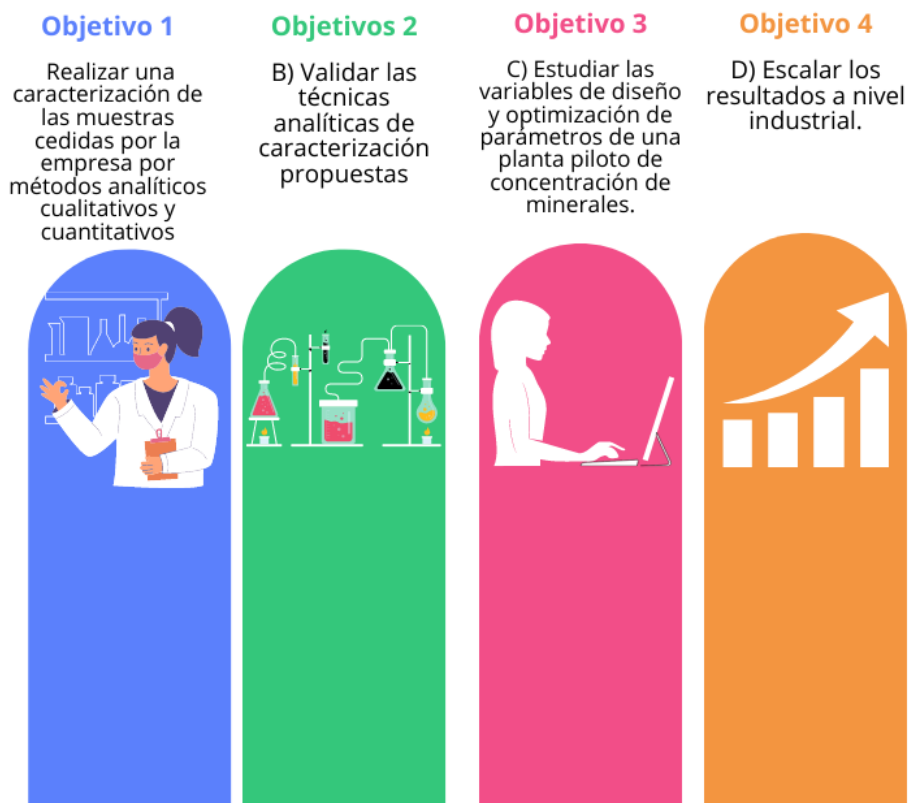 Objetivo 1
Realizar una
caracterización de
las muestras
cedidas por la
empresa por
métodos analíticos
cualitativos y
cuantitativos
Objetivos 2
B) Validar las
técnicas
analíticas de
caracterización
propuestas
Objetivo 3
C) Estudiar las
variables de diseño
y optimización de
parámetros de una
planta piloto de
concentración de
minerales.
Objetivo 4
D) Escalar los
resultados a nivel
industrial.